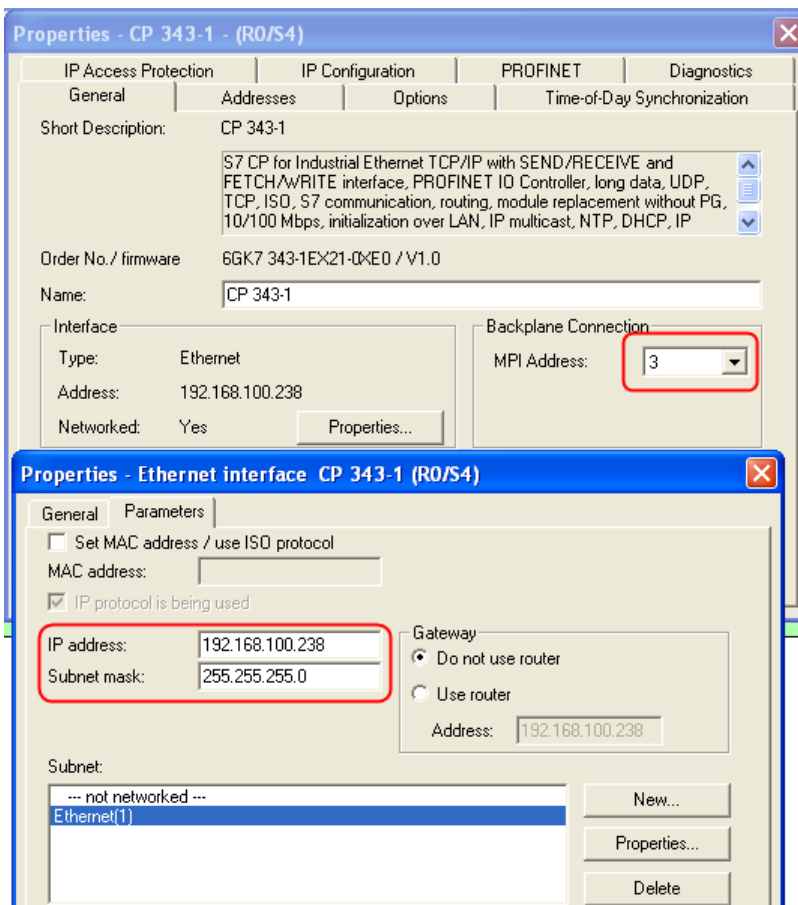 Properties - CP 343-1 - (R0/S4)
IP Access Protection IP Configuration PROFINET Diagnostics
General Addresses Options Time-of-Day Synchronization
Short Description: CP 343-1
S7 CP for Industrial Ethernet TCP/IP with SEND/RECEIVE and
FETCH/WRITE interface, PROFINET IO Controller, long data, UDP,
TCP, ISO, S7 communication, routing, module replacement without PG,
10/100 Mbps, initialization over LAN, IP multicast, NTP, DHCP, IP
Order No./ firmware 6GK7 343-1EX21-0XE0 / V1.0
Name: CP 343-1
Interface
Type: Ethernet
Address: 192.168.100.238
Networked: Yes Properties...
Backplane Connection
MPI Address: 3
Properties - Ethernet interface CP 343-1 (R0/S4)
General Parameters
Set MAC address / use ISO protocol
MAC address:
IP protocol is being used
IP address: 192.168.100.238
Subnet mask: 255.255.255.0
Gateway
Do not use router
Use router
Address: 192.168.100.238
Subnet:
--- not networked ---
Ethernet(1)
New...
Properties...
Delete